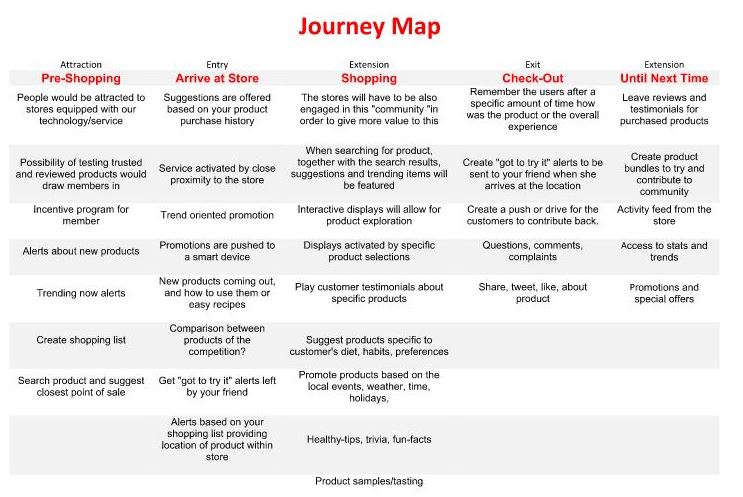 Journey Map
Attraction
Entry
Extension
Exit
Extension
Pre-Shopping
Arrive at Store
Shopping
Check-Out
Until Next Time
People would be attracted to
stores equipped with our
technology/service
Suggestions are offered
based on your product
purchase history
The stores will have to be also
engaged in this "community "in
order to give more value to this
Remember the users after a
specific amount of time how
was the product or the overall
experience
Leave reviews and
testimonials for
purchased products
Possibility of testing trusted
and reviewed products would
draw members in
Service activated by close
proximity to the store
When searching for product,
together with the search results,
suggestions and trending items will
be featured
Create "got to try it" alerts to be
sent to your friend when she
arrives at the location
Create product
bundles to try and
contribute to
community
Incentive program for
member
Trend oriented promotion
Interactive displays will allow for
product exploration
Create a push or drive for the
customers to contribute back.
Activity feed from the
store
Alerts about new products
Promotions are pushed to
a smart device
Displays activated by specific
product selections
Questions, comments,
complaints
Access to stats and
trends
Trending now alerts
New products coming out,
and how to use them or
easy recipes
Play customer testimonials about
specific products
Share, tweet, like, about
product
Promotions and
special offers
Create shopping list
Comparison between
products of the
competition?
Suggest products specific to
customer's diet, habits, preferences
Search product and suggest
closest point of sale
Get "got to try it" alerts left
by your friend
Promote products based on the
local events, weather, time,
holidays,
Alerts based on your
shopping list providing
location of product within
store
Healthy-tips, trivia, fun-facts
Product samples/tasting